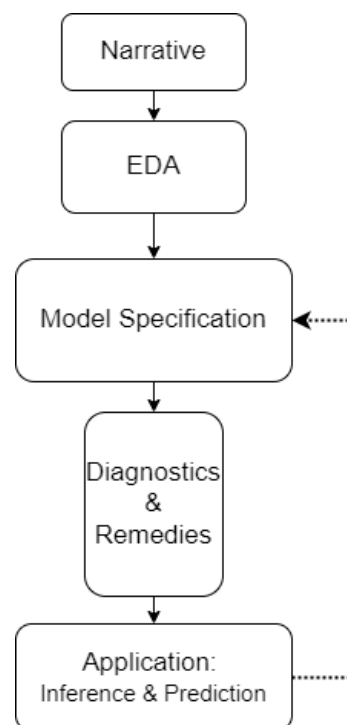 Narrative
EDA
Model Specification
Diagnostics
&
Remedies
Application:
Inference & Prediction